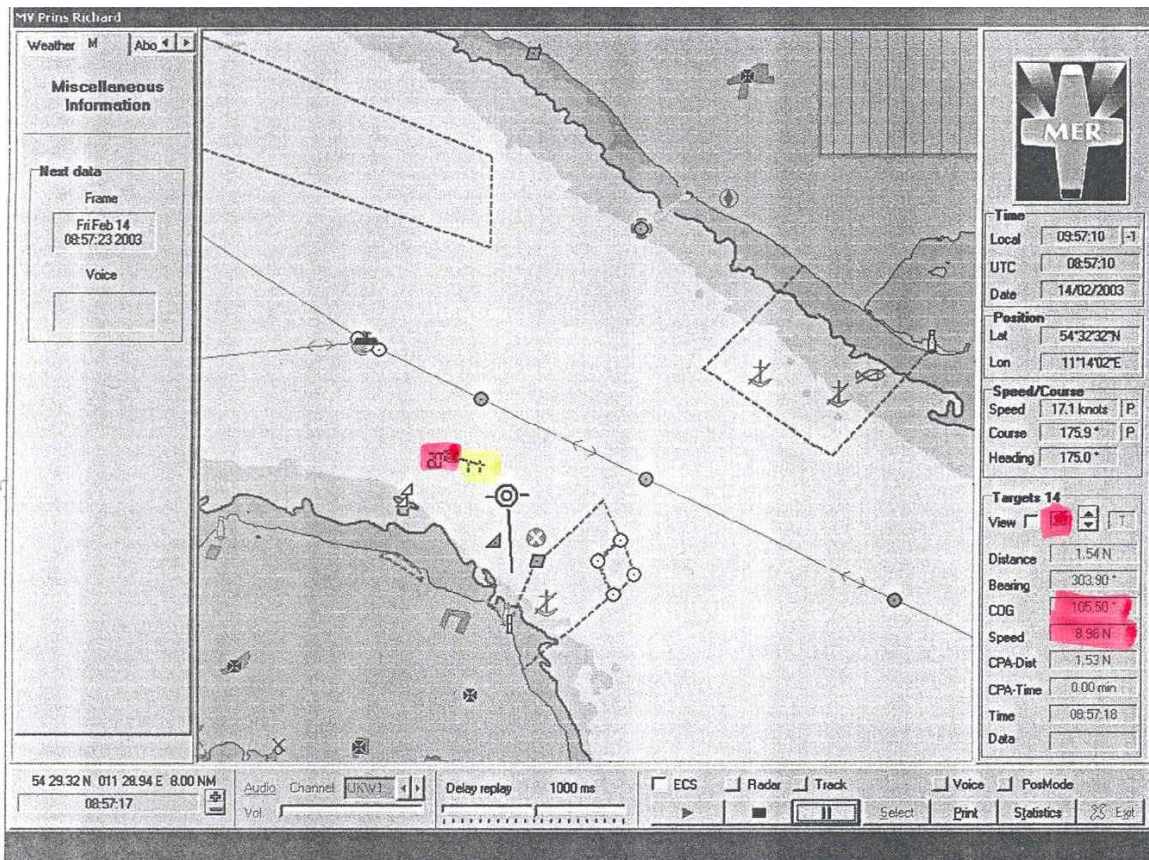 MV Prins Richard
Weather M Abo
Miscellaneous
Information
Next data
Frame
Fri Feb 14
08:57:23 2003
Voice
MER
Time
Local 09:57:10 -1
UTC 08:57:10
Date 14/02/2003
Position
Lat 54°32'32"N
Lon 11°14'02"E
Speed/Course
Speed 17.1 knots P
Course 175.9 ° P
Heading 175.0 °
Targets 14
View T
Distance 1.54 N
Bearing 303.90 °
COG 105.50 °
Speed 8.98 N
CPA-Dist 1.53 N
CPA-Time 0.00 min
Time 08:57:18
Data
54 29.32 N 011 28.94 E 8.00 NM
08:57:17
Audio Channel UKW1
Vol
Delay replay 1000 ms
ECS Radar Track Voice PosMode
Select Print Statistics Exit